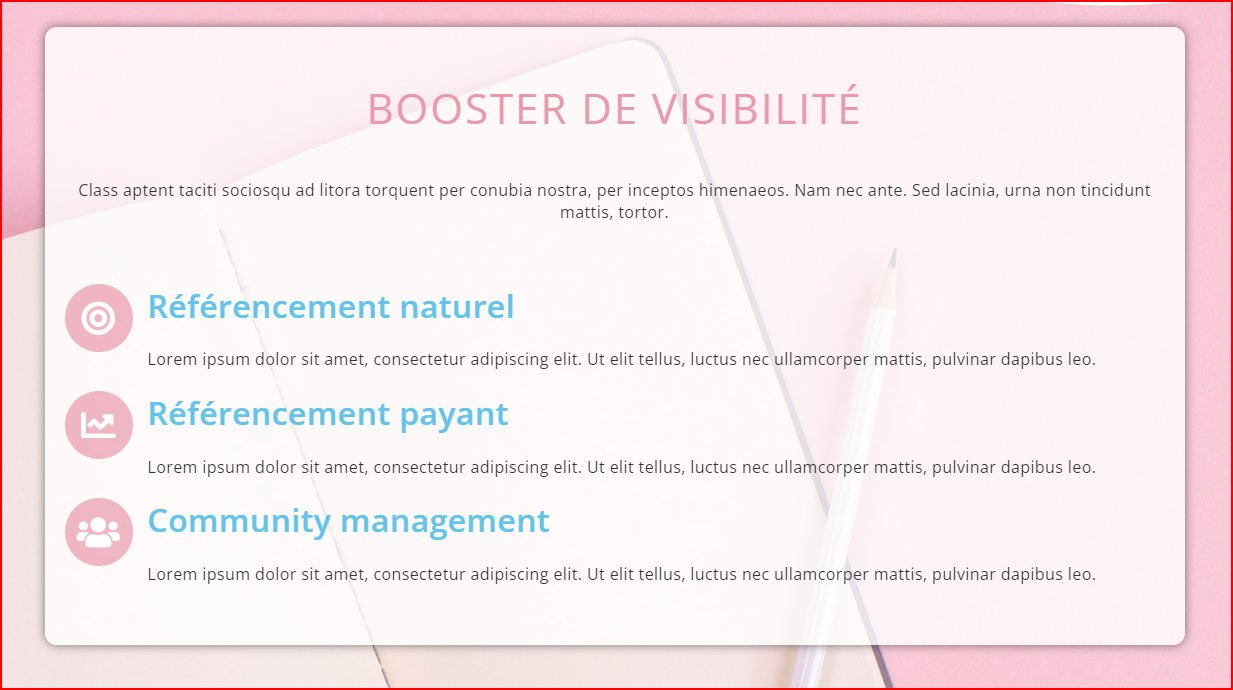 BOOSTER DE VISIBILITÉ
Class aptent taciti sociosqu ad litora torquent per conubia nostra, per inceptos himenaeos. Nam nec ante. Sed lacinia, urna non tincidunt
mattis, tortor.
Référencement naturel
Lorem ipsum dolor sit amet, consectetur adipiscing elit. Ut elit tellus, luctus nec ullamcorper mattis, pulvinar dapibus leo.
Référencement payant
Lorem ipsum dolor sit amet, consectetur adipiscing elit. Ut elit tellus, luctus nec ullamcorper mattis, pulvinar dapibus leo.
Community management
Lorem ipsum dolor sit amet, consectetur adipiscing elit. Ut elit tellus, luctus nec ullamcorper mattis, pulvinar dapibus leo.